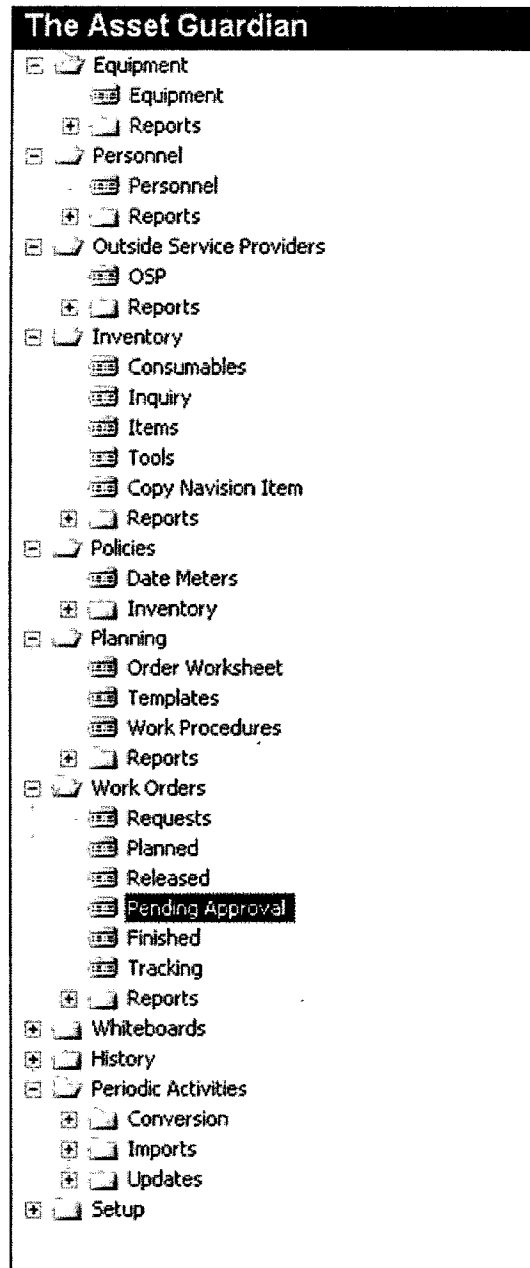 The Asset Guardian
Equipment
Equipment
Reports
Personnel
Personnel
Reports
Outside Service Providers
OSP
Reports
Inventory
Consumables
Inquiry
Items
Tools
Copy Navision Item
Reports
Policies
Date Meters
Inventory
Planning
Order Worksheet
Templates
Work Procedures
Reports
Work Orders
Requests
Planned
Released
Pending Approval
Finished
Tracking
Reports
Whiteboards
History
Periodic Activities
Conversion
Imports
Updates
Setup